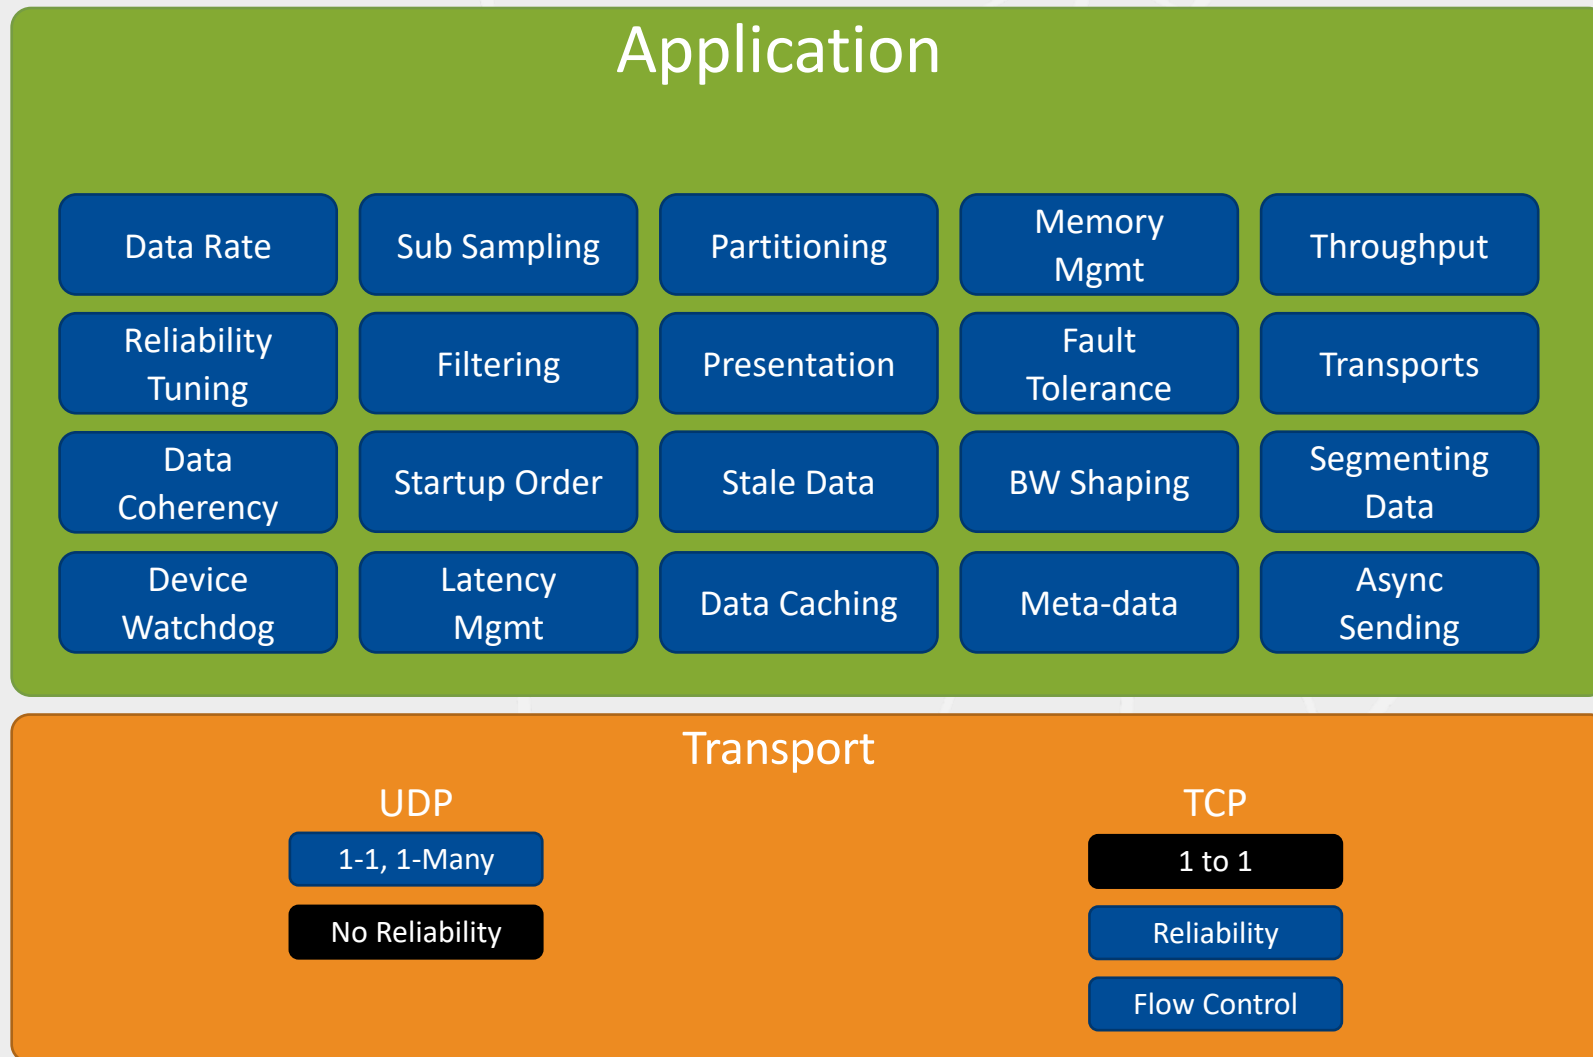 Application
Data Rate
Sub Sampling
Partitioning
Memory
Mgmt
Throughput
Reliability
Tuning
Filtering
Presentation
Fault
Tolerance
Transports
Data
Coherency
Startup Order
Stale Data
BW Shaping
Segmenting
Data
Device
Watchdog
Latency
Mgmt
Data Caching
Meta-data
Async
Sending
Transport
UDP
1-1, 1-Many
No Reliability
TCP
1 to 1
Reliability
Flow Control